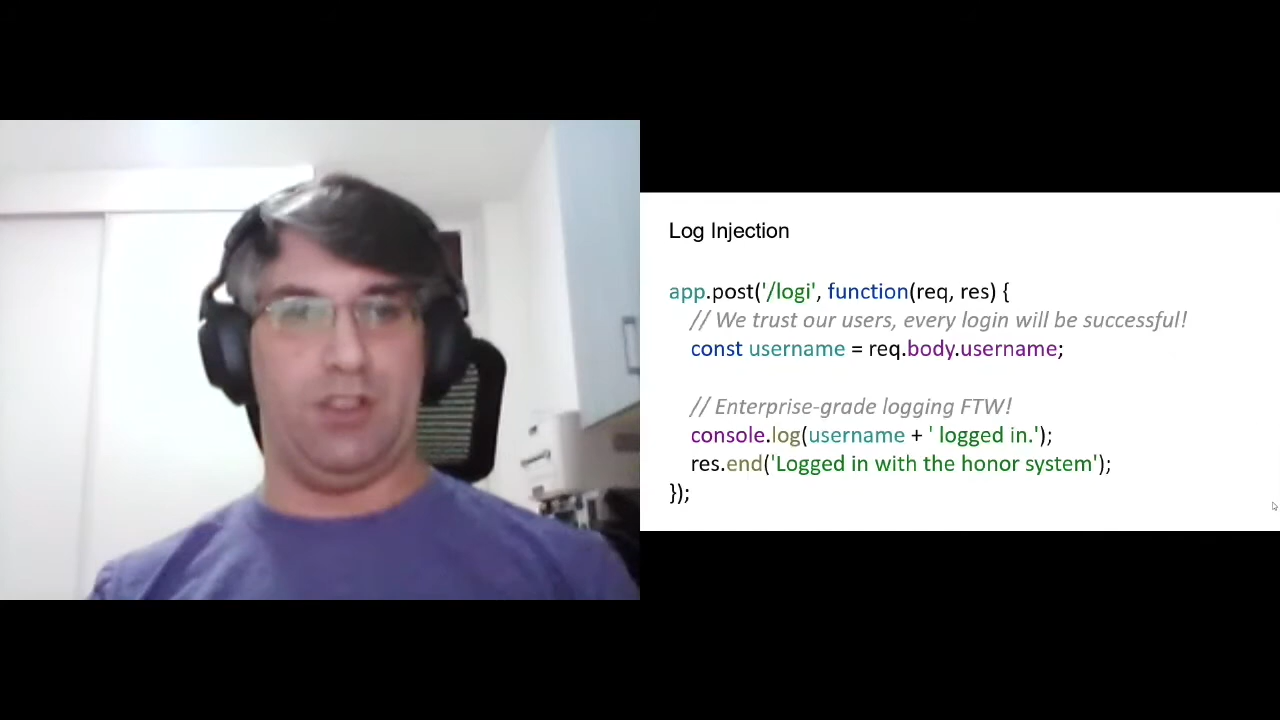 Log Injection
app.post('/logi', function(req, res) {
// We trust our users, every login will be successful!
const username = req.body.username;
// Enterprise-grade logging FTW!
console.log(username + ' logged in.');
res.end('Logged in with the honor system');
});